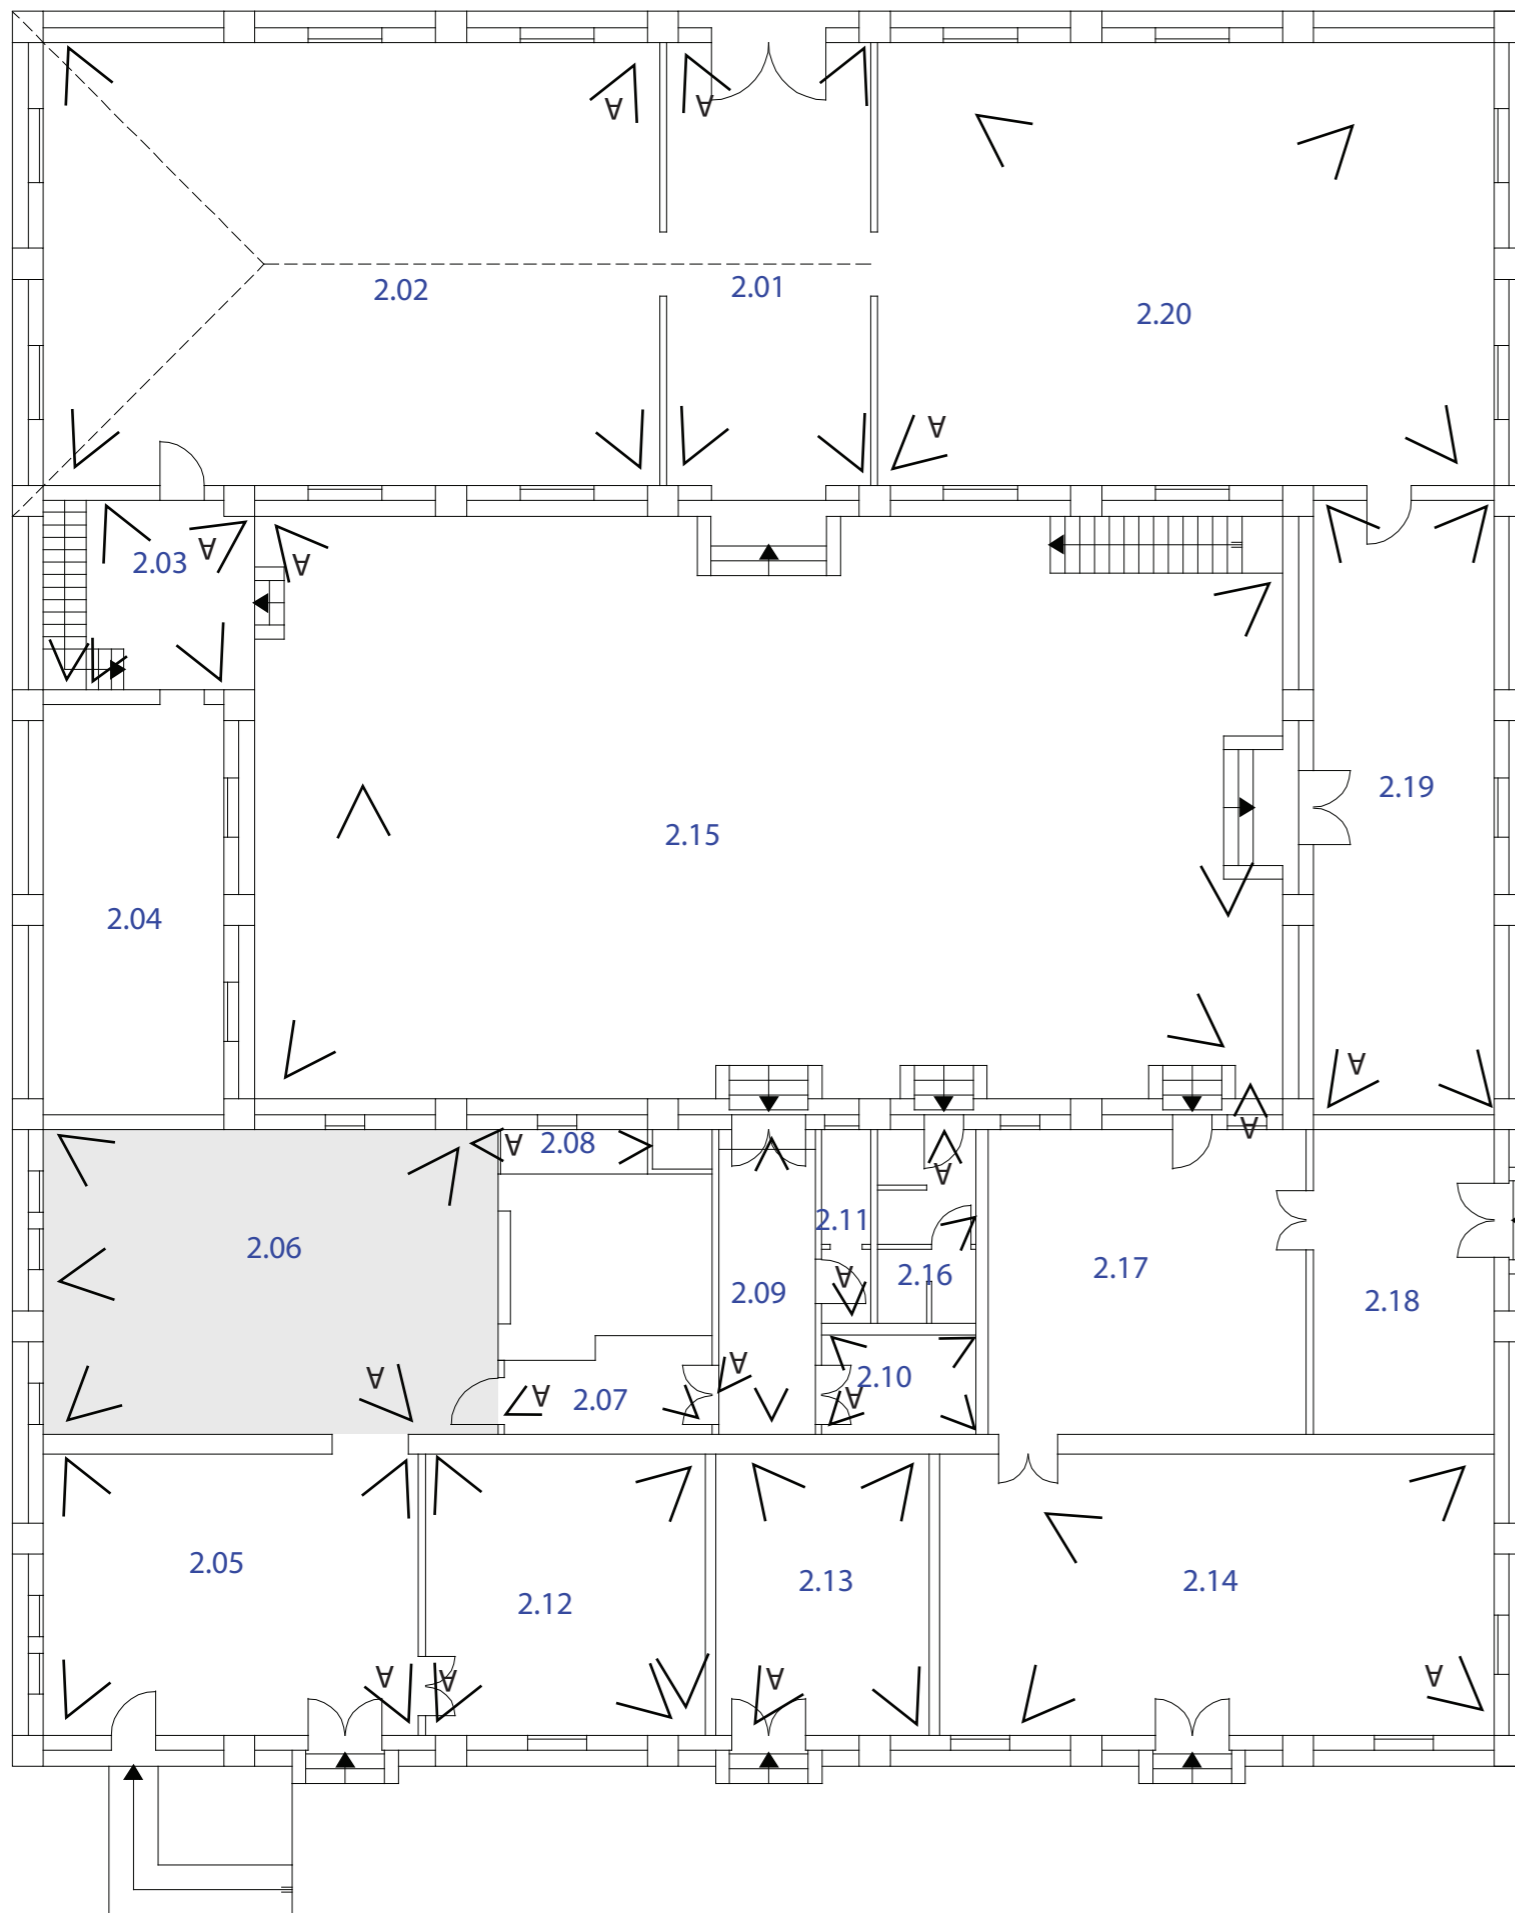 ∀ ∀
2.02 2.01
2.20
∀
2.03 ∀ ∀
2.19
2.15
2.04
∀
∀
∀ 2.08 ∀
2.06 2.11
2.16 2.17
∀ 2.09 2.18
∀ ∀ 2.10
∀ 2.07 ∀
2.05 2.13 2.14
2.12
∀ ∀ ∀ ∀